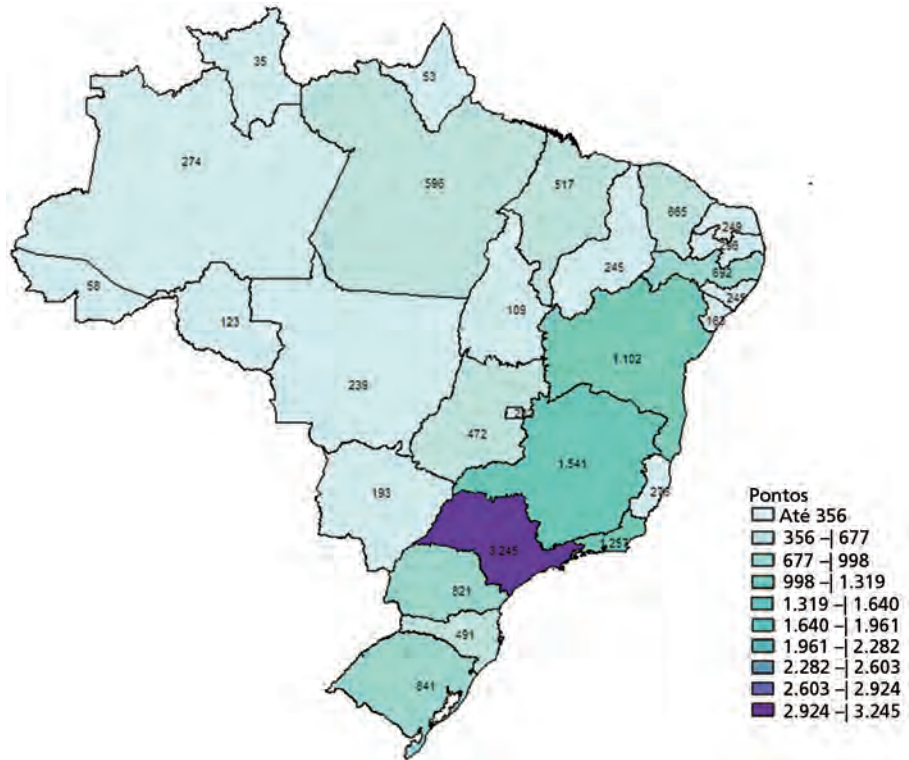 35
53
274
596
517
665
249
692
245
58
109
123
1.102
239
472
1.541
193
3.245
1.257
821
491
841
Pontos
Até 356
356 –| 677
677 –| 998
998 –| 1.319
1.319 –| 1.640
1.640 –| 1.961
1.961 –| 2.282
2.282 –| 2.603
2.603 –| 2.924
2.924 –| 3.245